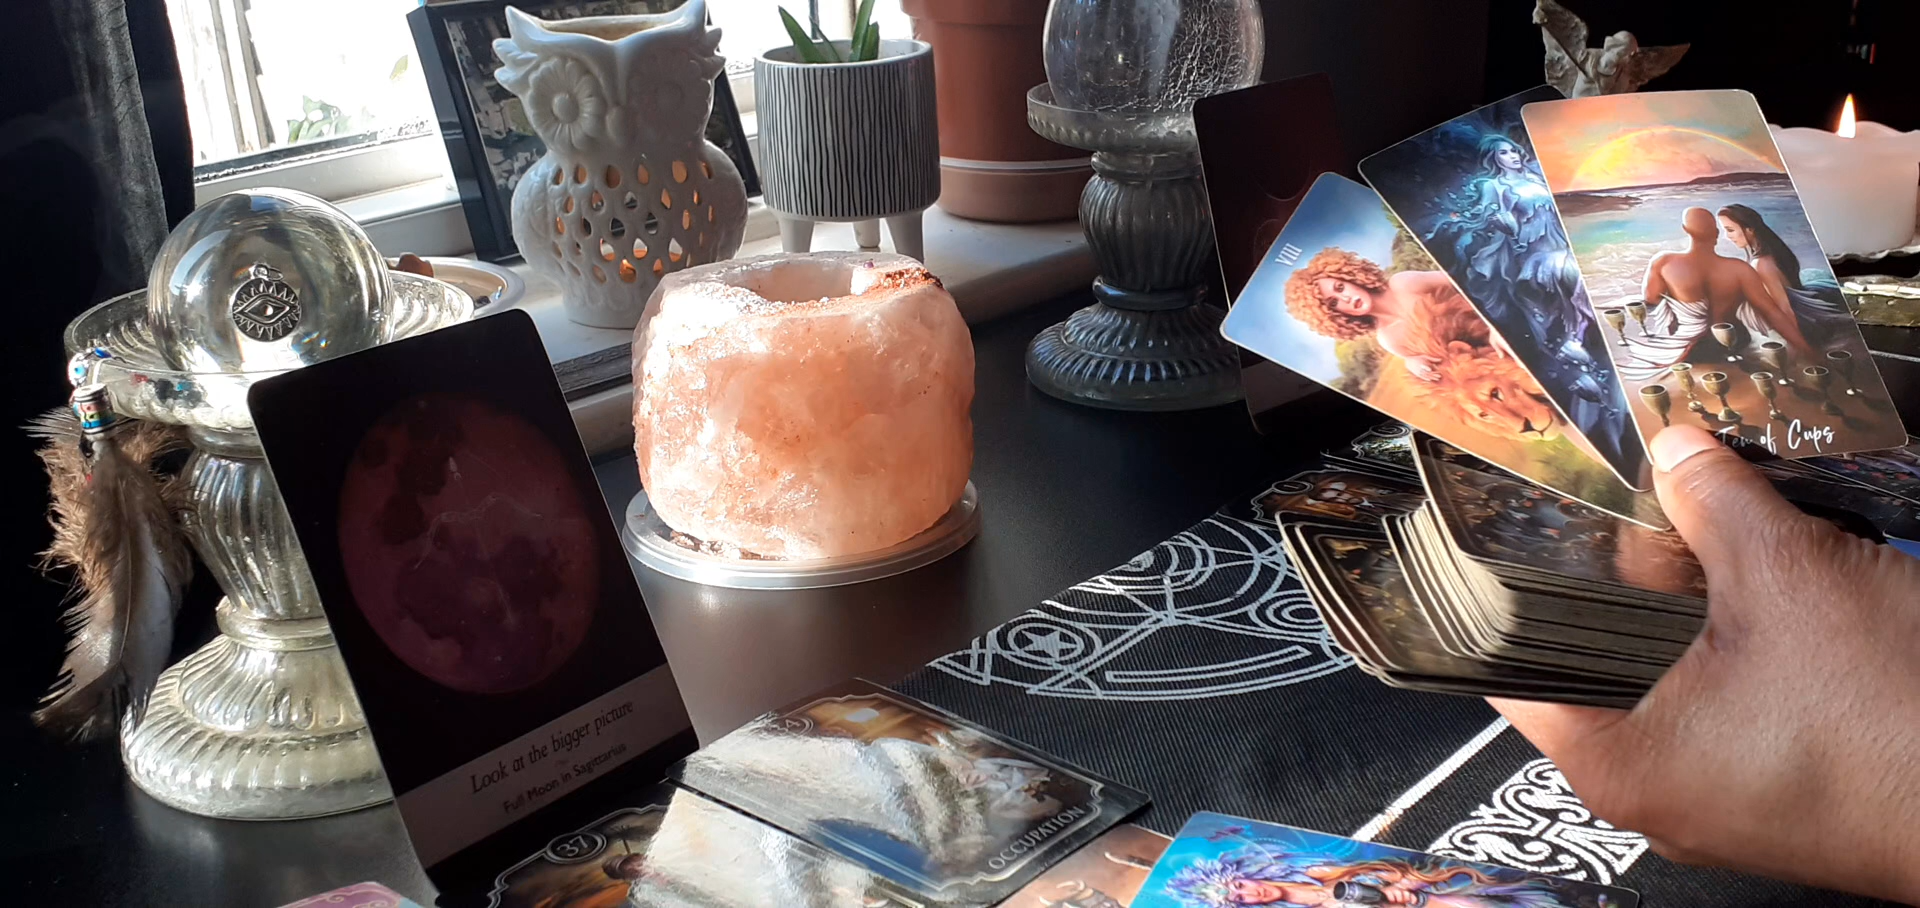 VIII
Ten of Cups
Look at the bigger picture
Full Moon in Sagittarius
37
OCCUPATION